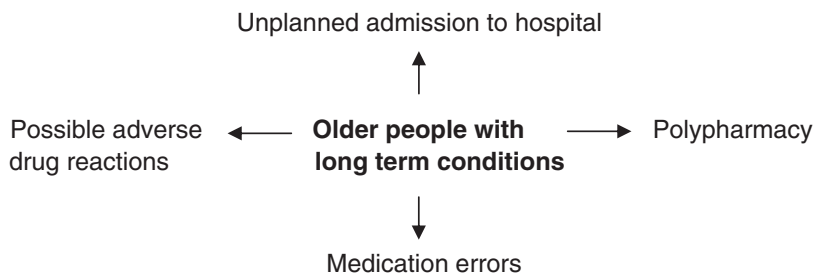 Unplanned admission to hospital
Possible adverse
drug reactions
Older people with
long term conditions
Polypharmacy
Medication errors